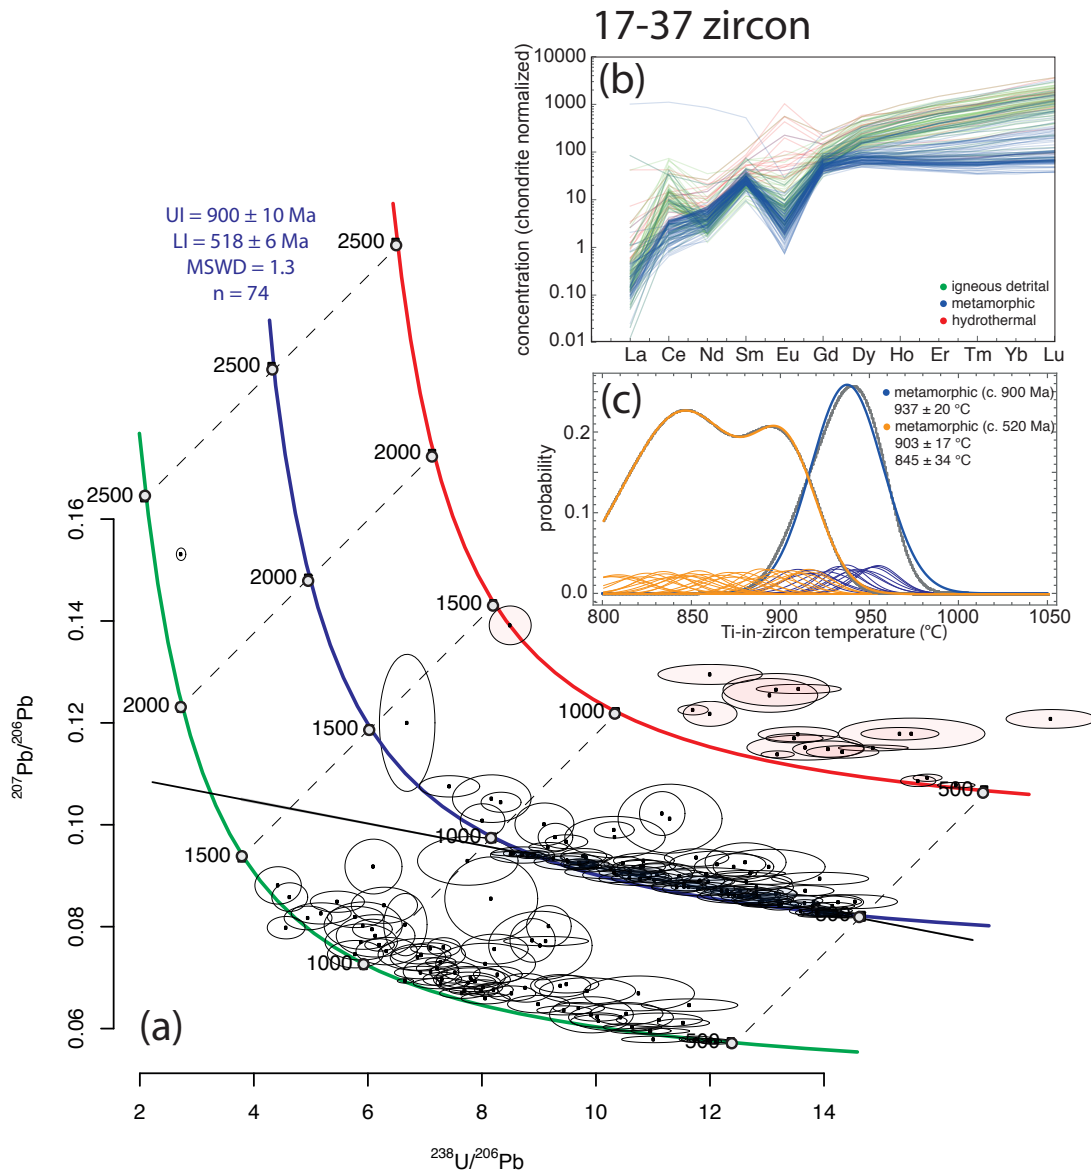 17-37 zircon
(b)
concentration (chondrite normalized)
10000
1000
100
10
1
0.10
0.01
igneous detrital
metamorphic
hydrothermal
La Ce Nd Sm Eu Gd Dy Ho Er Tm Yb Lu
(c)
probability
0.2
0.1
0.0
metamorphic (c. 900 Ma)
937 ± 20 °C
metamorphic (c. 520 Ma)
903 ± 17 °C
845 ± 34 °C
800 850 900 950 1000 1050
Ti-in-zircon temperature (°C)
UI = 900 ± 10 Ma
LI = 518 ± 6 Ma
MSWD = 1.3
n = 74
2500
2000
1500
1000
500
2500
2000
1500
1000
500
2500
2000
1500
1000
500
(a)
207Pb/206Pb
0.16
0.14
0.12
0.10
0.08
0.06
2 4 6 8 10 12 14
238U/206Pb